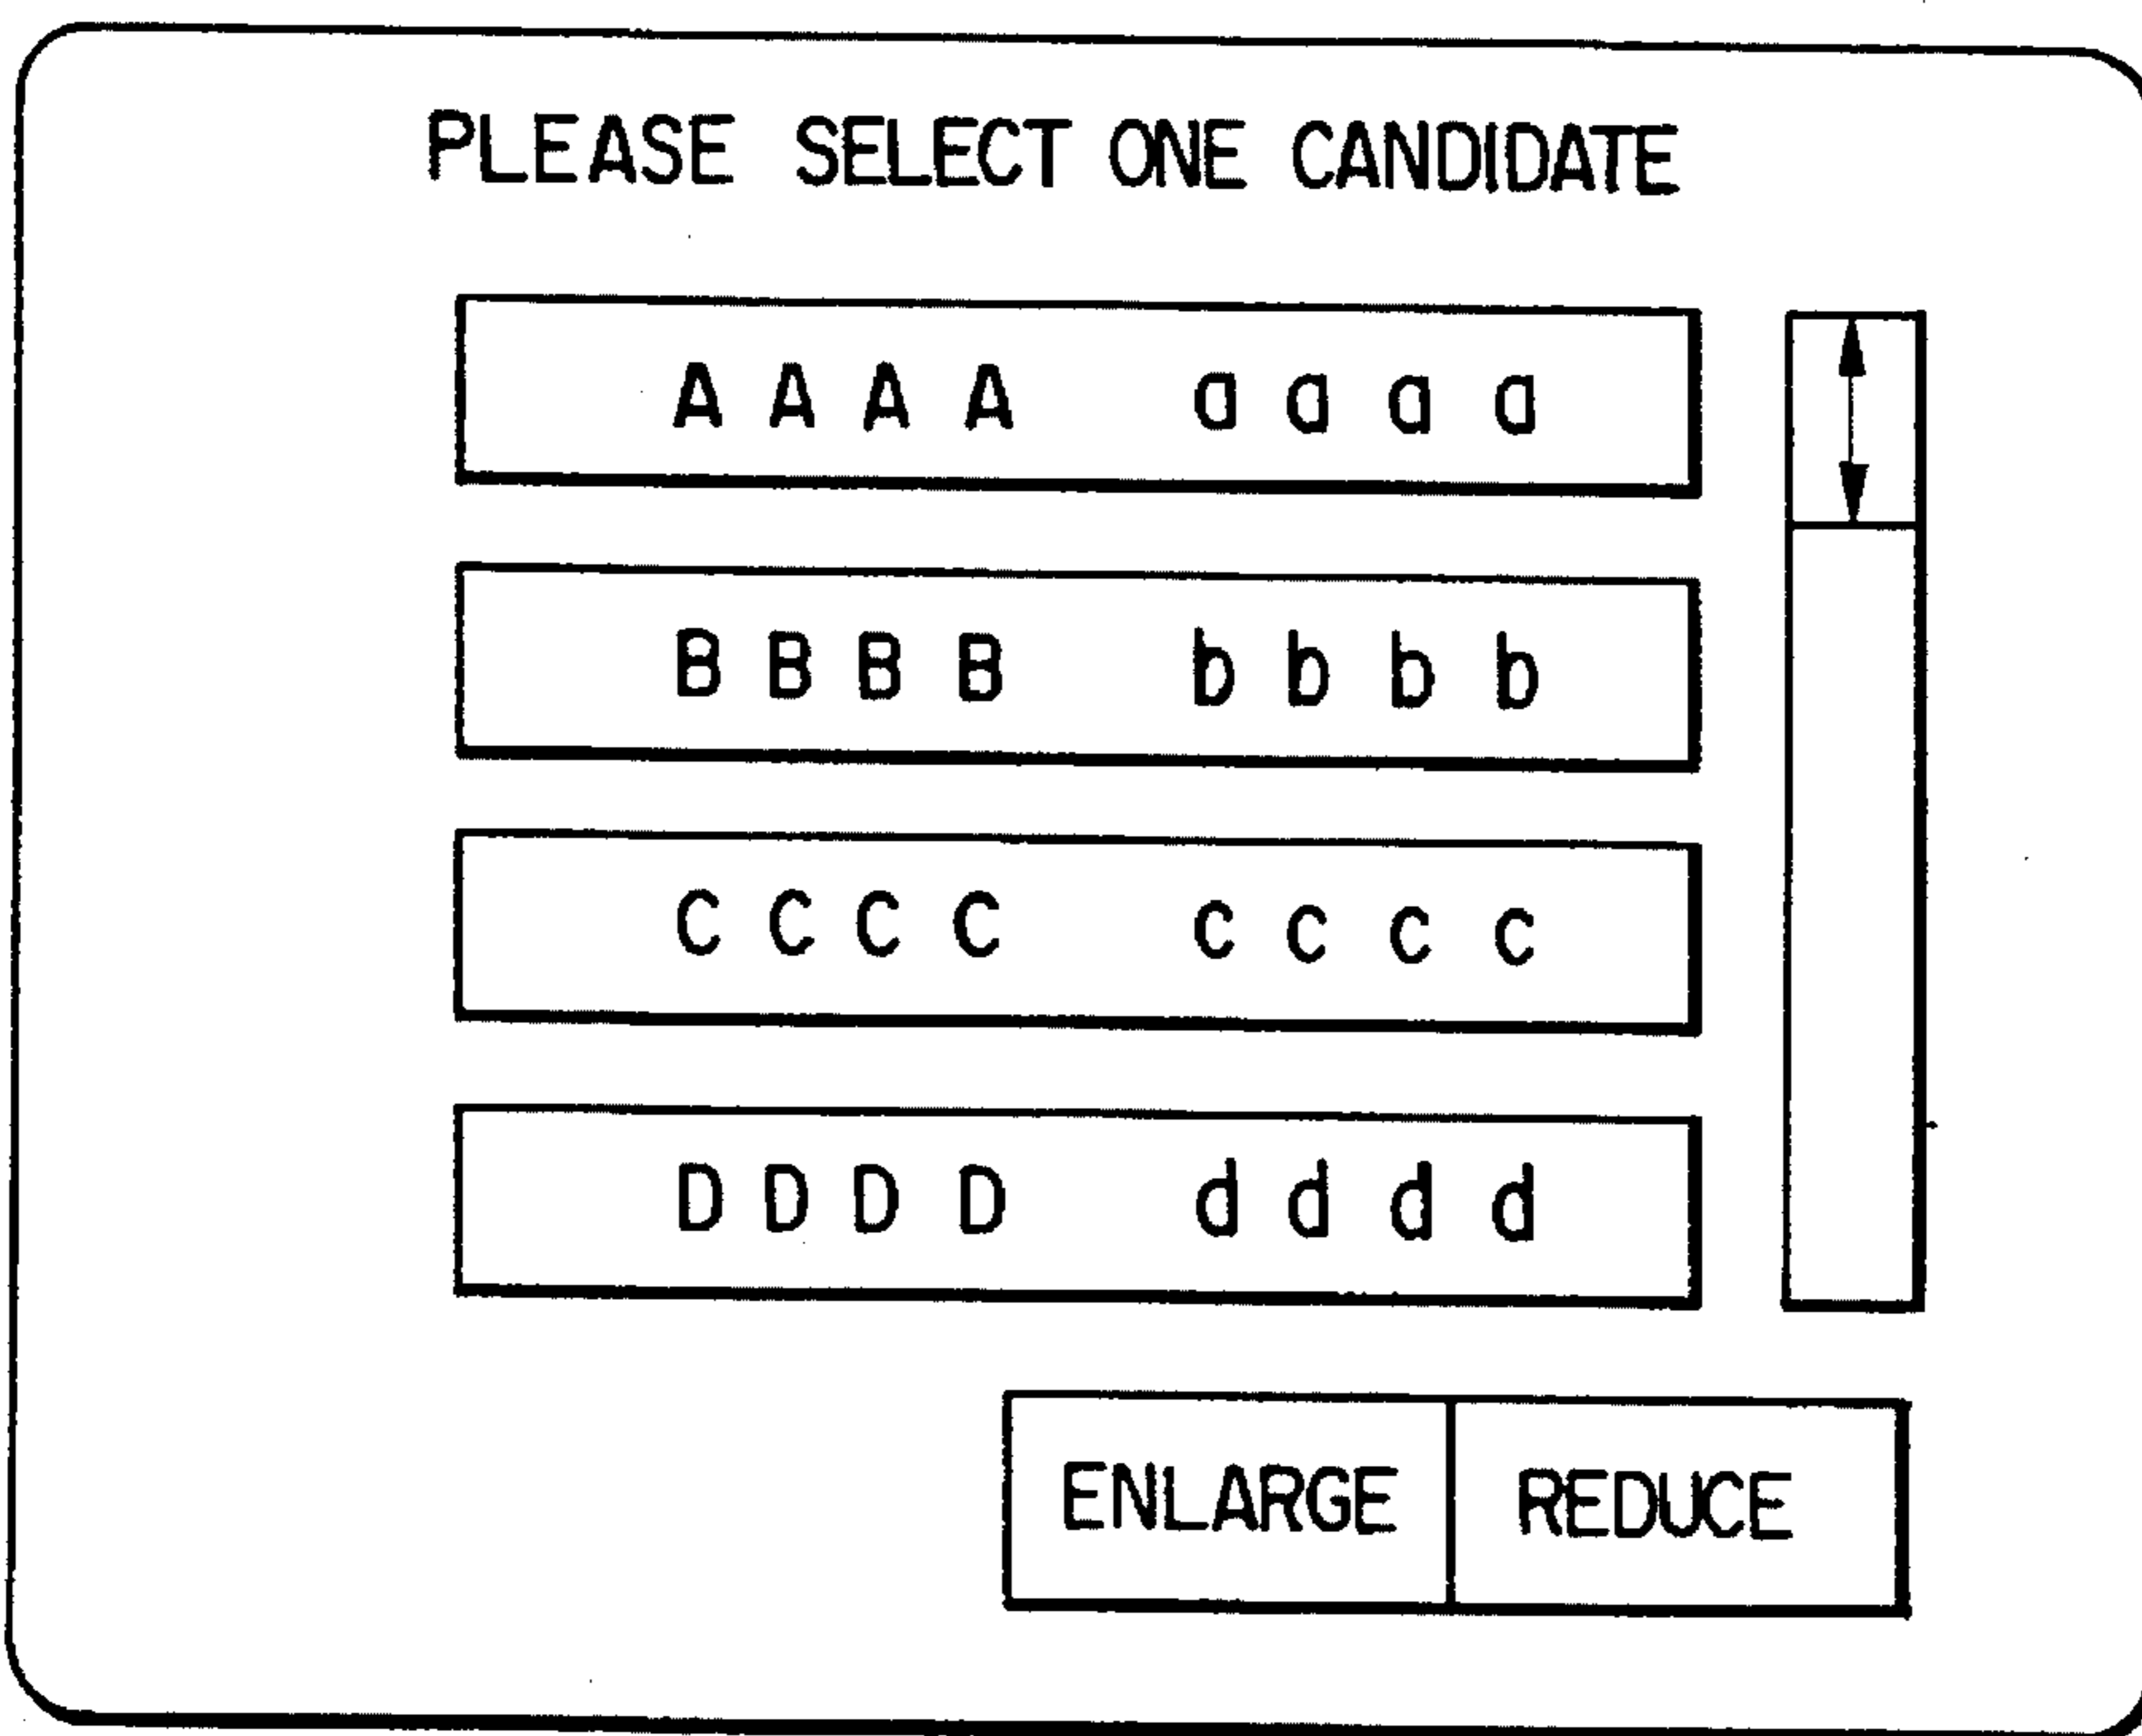 PLEASE SELECT ONE CANDIDATE
A A A A a a a a
B B B B b b b b
C C C C c c c c
D D D D d d d d
ENLARGE REDUCE